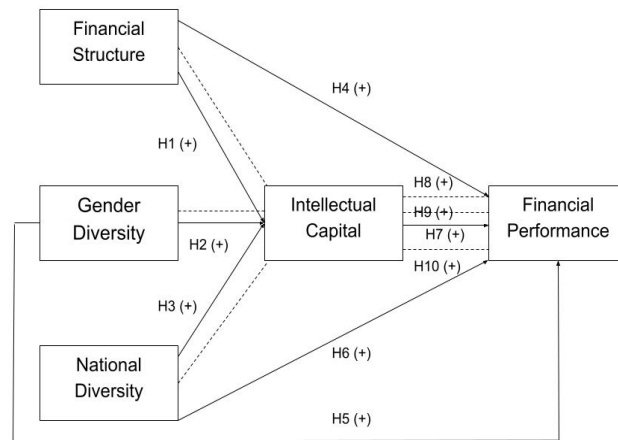 Financial
Structure
H4 (+)
H1 (+)
H8 (+)
Gender
Diversity
Intellectual
Capital
Financial
Performance
H9 (+)
H2 (+)
H7 (+)
H10 (+)
H3 (+)
H6 (+)
National
Diversity
H5 (+)